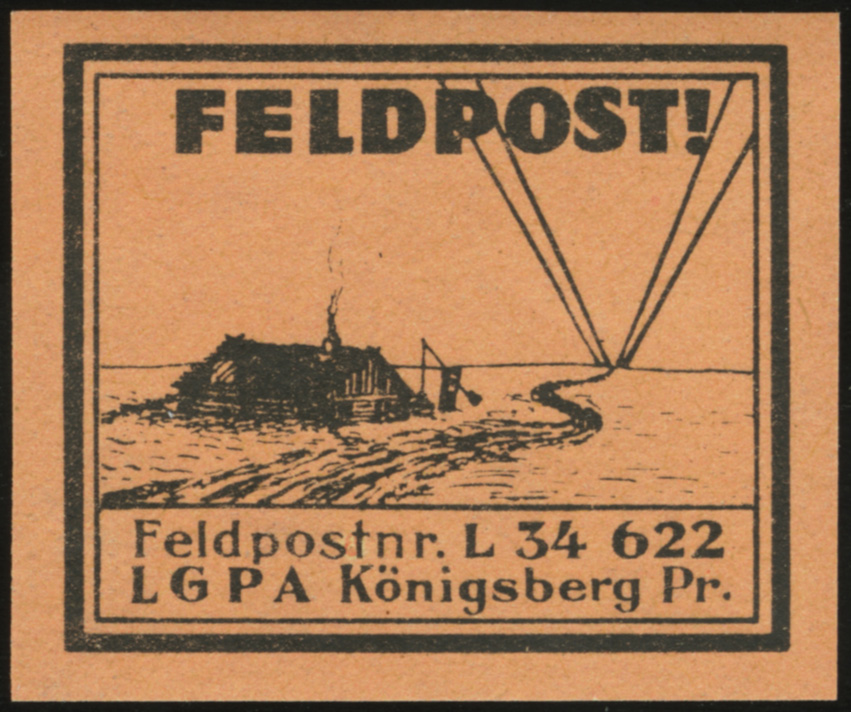 FELDPOST!
Feldpostnr. L 34 622
LGPA Königsberg Pr.